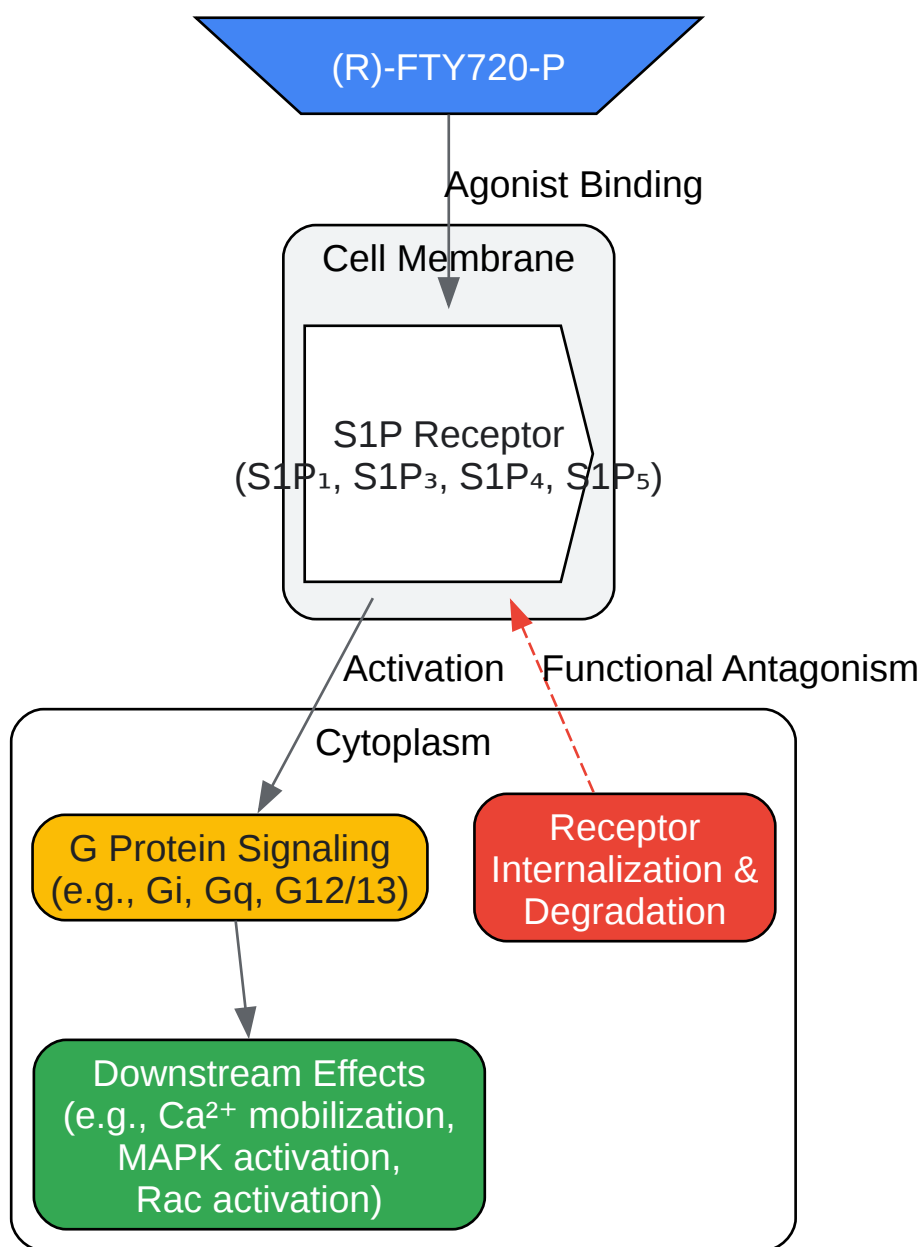 (R)-FTY720-P
Agonist Binding
Cell Membrane
S1P Receptor
(S1P₁, S1P₃, S1P₄, S1P₅)
Activation
Functional Antagonism
Cytoplasm
G Protein Signaling
(e.g., Gi, Gq, G12/13)
Receptor
Internalization &
Degradation
Downstream Effects
(e.g., Ca²⁺ mobilization,
MAPK activation,
Rac activation)